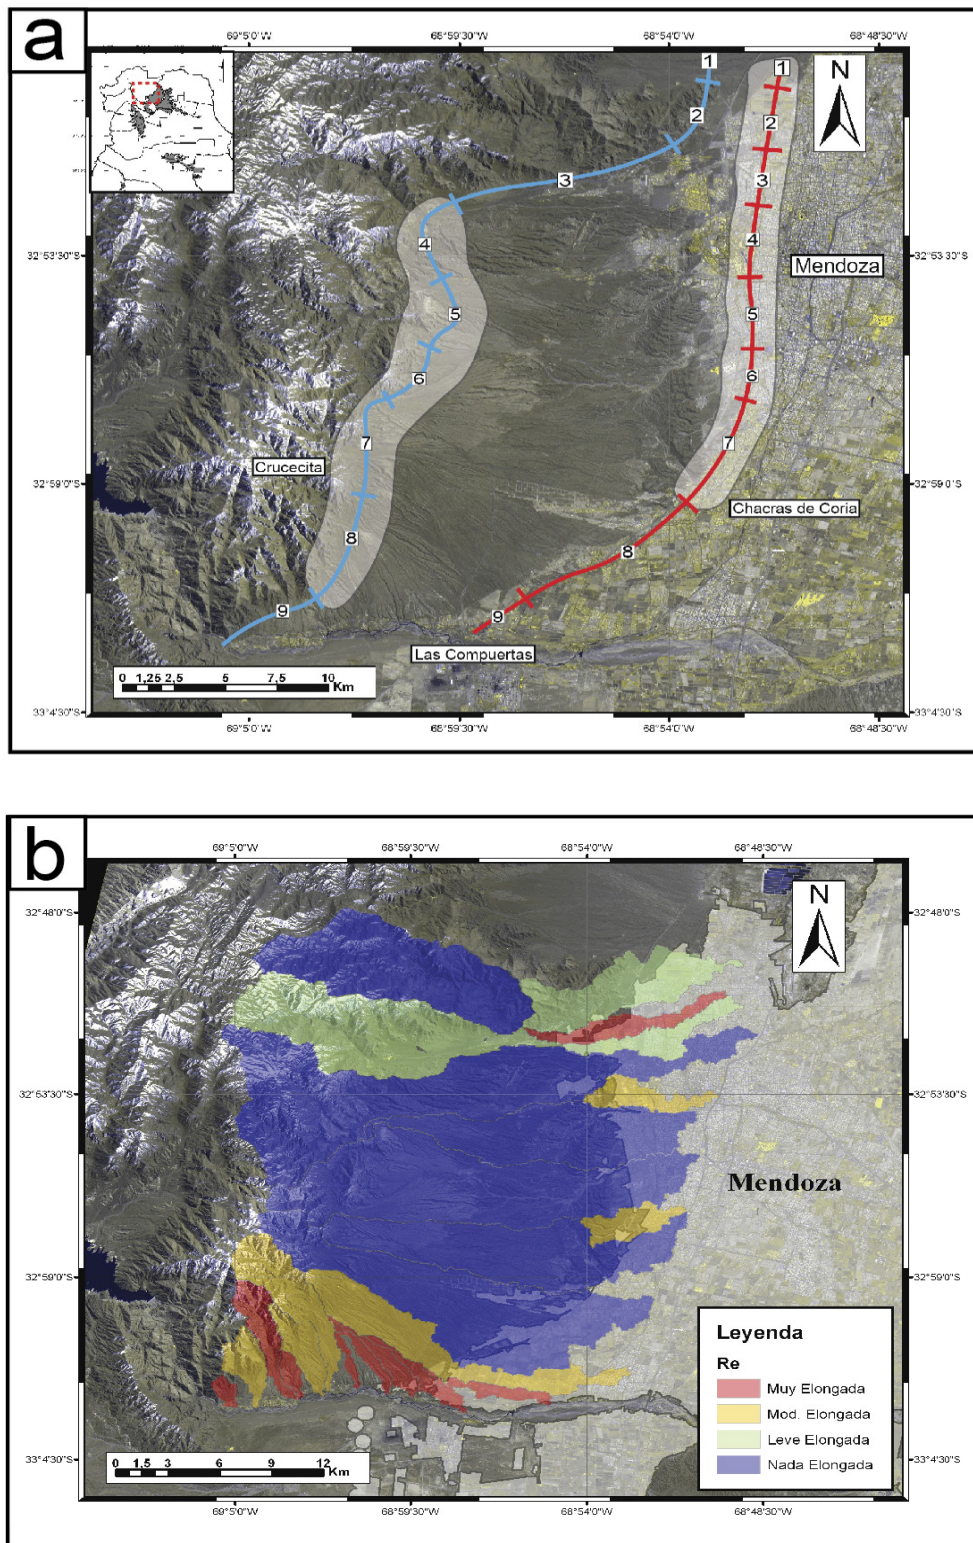 a
69°5'0"W 68°59'30"W 68°54'0"W 68°48'30"W
1
1
N
2
2
3
3
4
4
32°53'30"S
32°53'30"S
Mendoza
5
5
6
6
7
7
Crucecita
32°59'0"S
32°59'0"S
Chacras de Coria
8
8
9
9
Las Compuertas
0 1,25 2,5 5 7,5 10
Km
33°4'30"S
33°4'30"S
69°5'0"W 68°59'30"W 68°54'0"W 68°48'30"W
b
69°5'0"W 68°59'30"W 68°54'0"W 68°48'30"W
N
32°48'0"S
32°48'0"S
32°53'30"S
32°53'30"S
Mendoza
32°59'0"S
32°59'0"S
Leyenda
Re
Muy Elongada
Mod. Elongada
Leve Elongada
Nada Elongada
33°4'30"S
33°4'30"S
0 1,5 3 6 9 12
Km
69°5'0"W 68°59'30"W 68°54'0"W 68°48'30"W